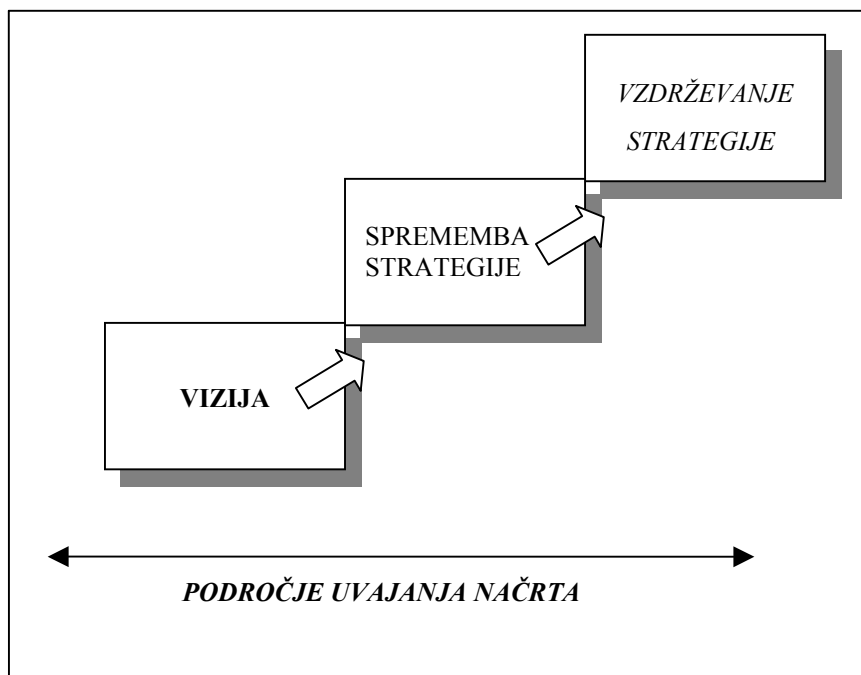 VZDRŽEVANJE
STRATEGIJE
SPREMEMBA
STRATEGIJE
VIZIJA
PODROČJE UVAJANJA NAČRTA